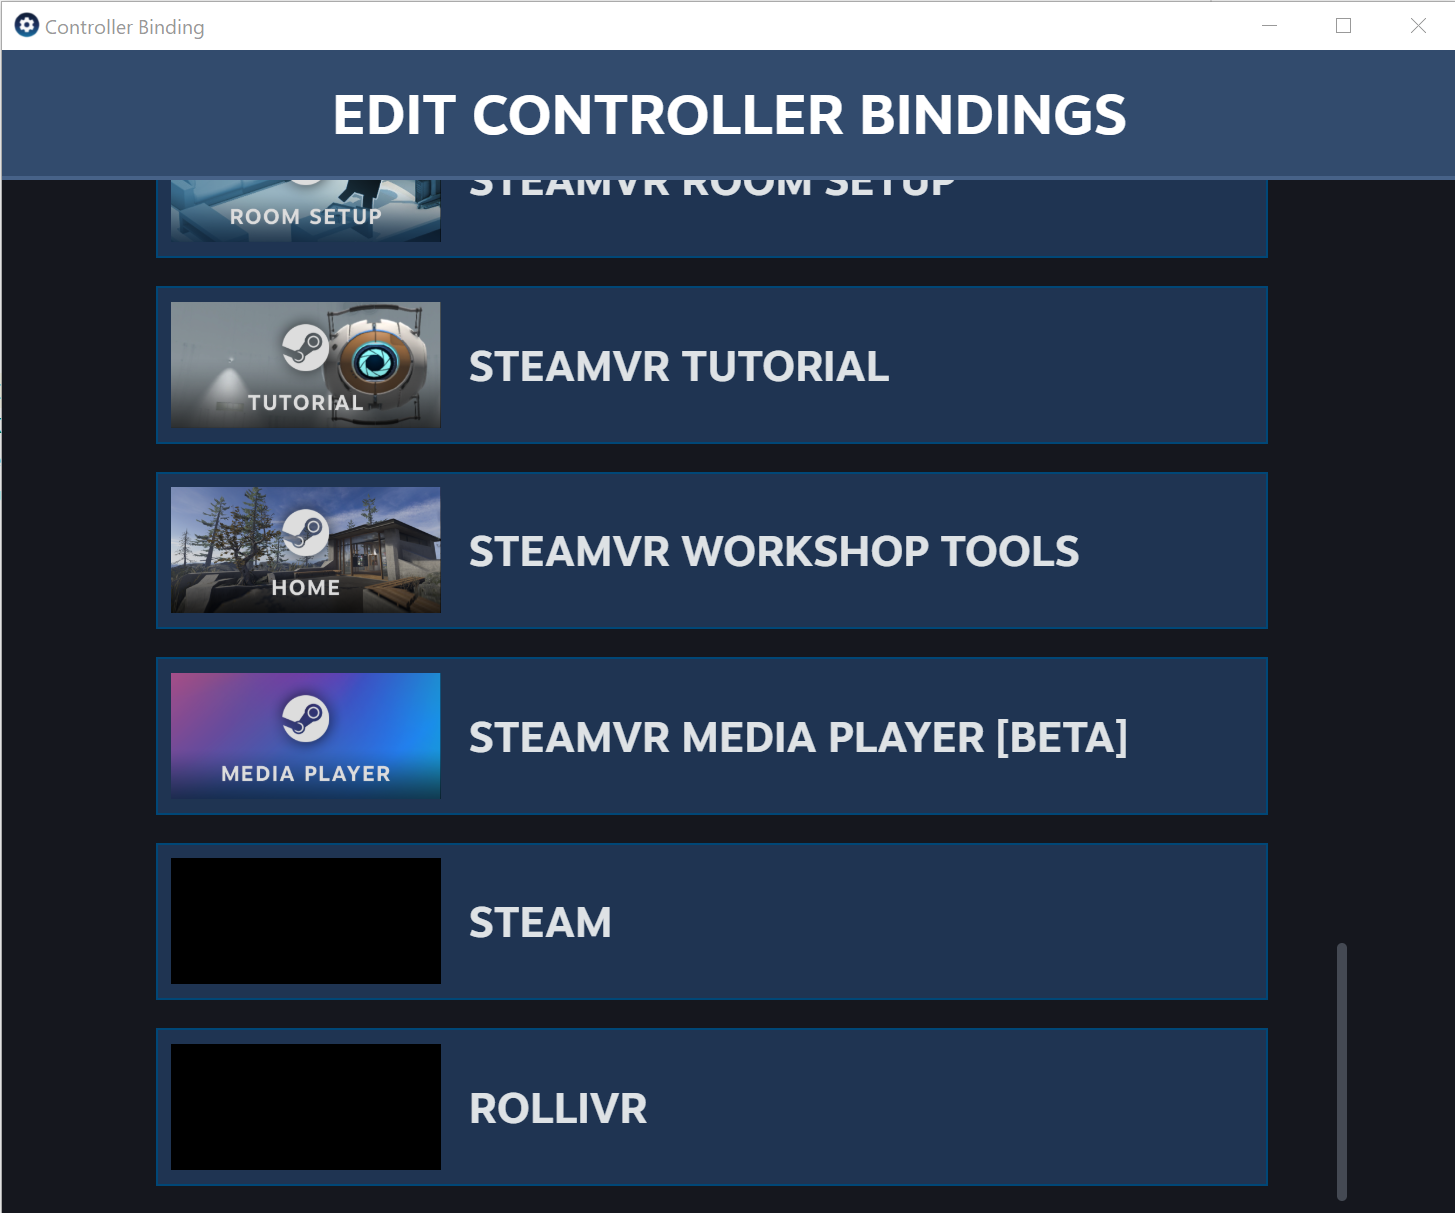 Controller Binding
EDIT CONTROLLER BINDINGS
STEAMVR ROOM SETUP
ROOM SETUP
STEAMVR TUTORIAL
TUTORIAL
STEAMVR WORKSHOP TOOLS
HOME
STEAMVR MEDIA PLAYER [BETA]
MEDIA PLAYER
STEAM
ROLLIVR